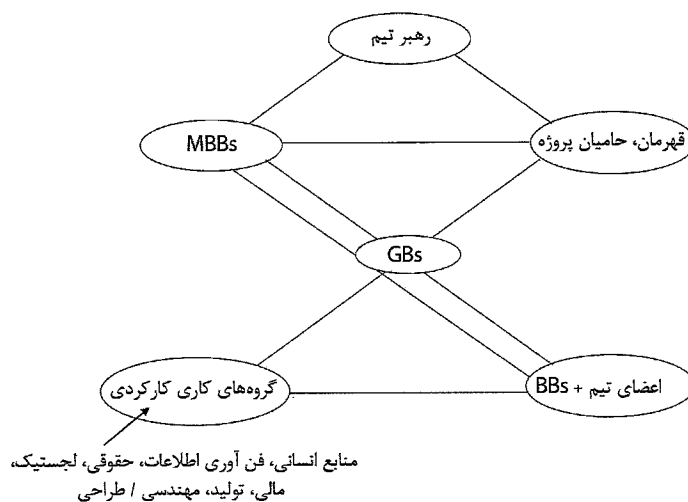 رهبر تیم
MBBs
قهرمان، حامیان پروژه
GBs
گروه‌های کاری کارکردی
اعضای تیم + BBs
منابع انسانی، فن آوری اطلاعات، حقوقی، لجستیک،
مالی، تولید، مهندسی / طراحی